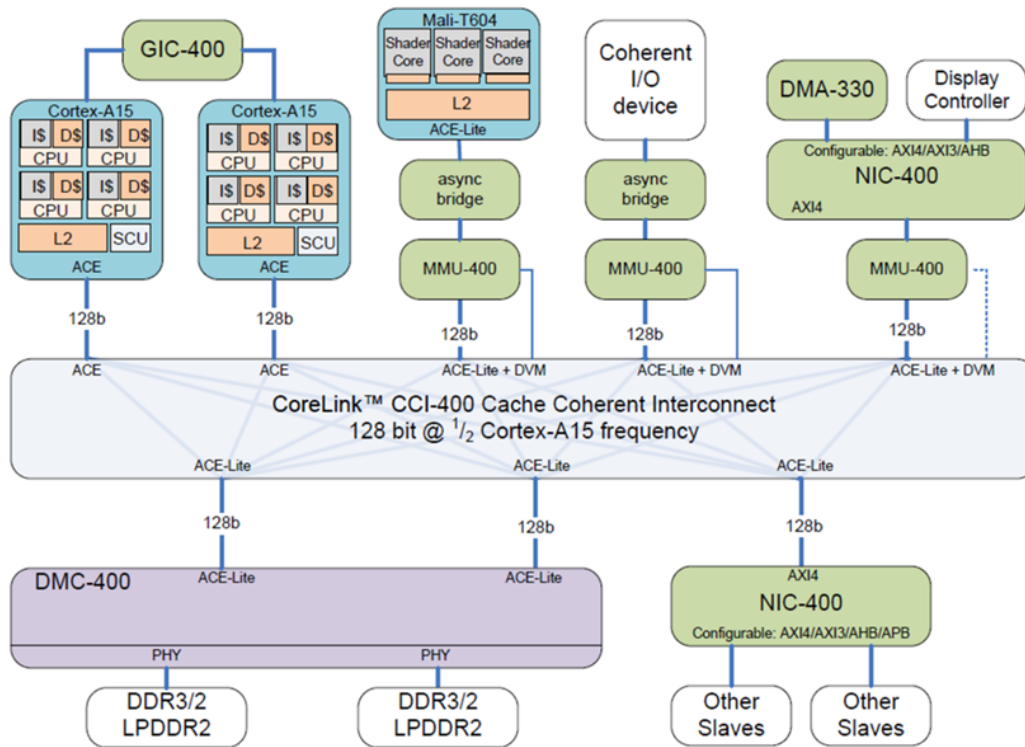 GIC-400
Cortex-A15
I$ D$ I$ D$
CPU CPU
I$ D$ I$ D$
CPU CPU
L2 SCU
ACE
Cortex-A15
I$ D$ I$ D$
CPU CPU
I$ D$ I$ D$
CPU CPU
L2 SCU
ACE
Mali-T604
Shader Shader Shader
Core Core Core
L2
ACE-Lite
async
bridge
MMU-400
Coherent
I/O
device
async
bridge
MMU-400
DMA-330
Display
Controller
Configurable: AXI4/AXI3/AHB
NIC-400
AXI4
MMU-400
128b 128b 128b 128b 128b
ACE ACE ACE-Lite + DVM ACE-Lite + DVM ACE-Lite + DVM
CoreLink™ CCI-400 Cache Coherent Interconnect
128 bit @ 1/2 Cortex-A15 frequency
ACE-Lite ACE-Lite ACE-Lite
128b 128b 128b
DMC-400
ACE-Lite ACE-Lite
PHY PHY
DDR3/2
LPDDR2
DDR3/2
LPDDR2
AXI4
NIC-400
Configurable: AXI4/AXI3/AHB/APB
Other
Slaves
Other
Slaves